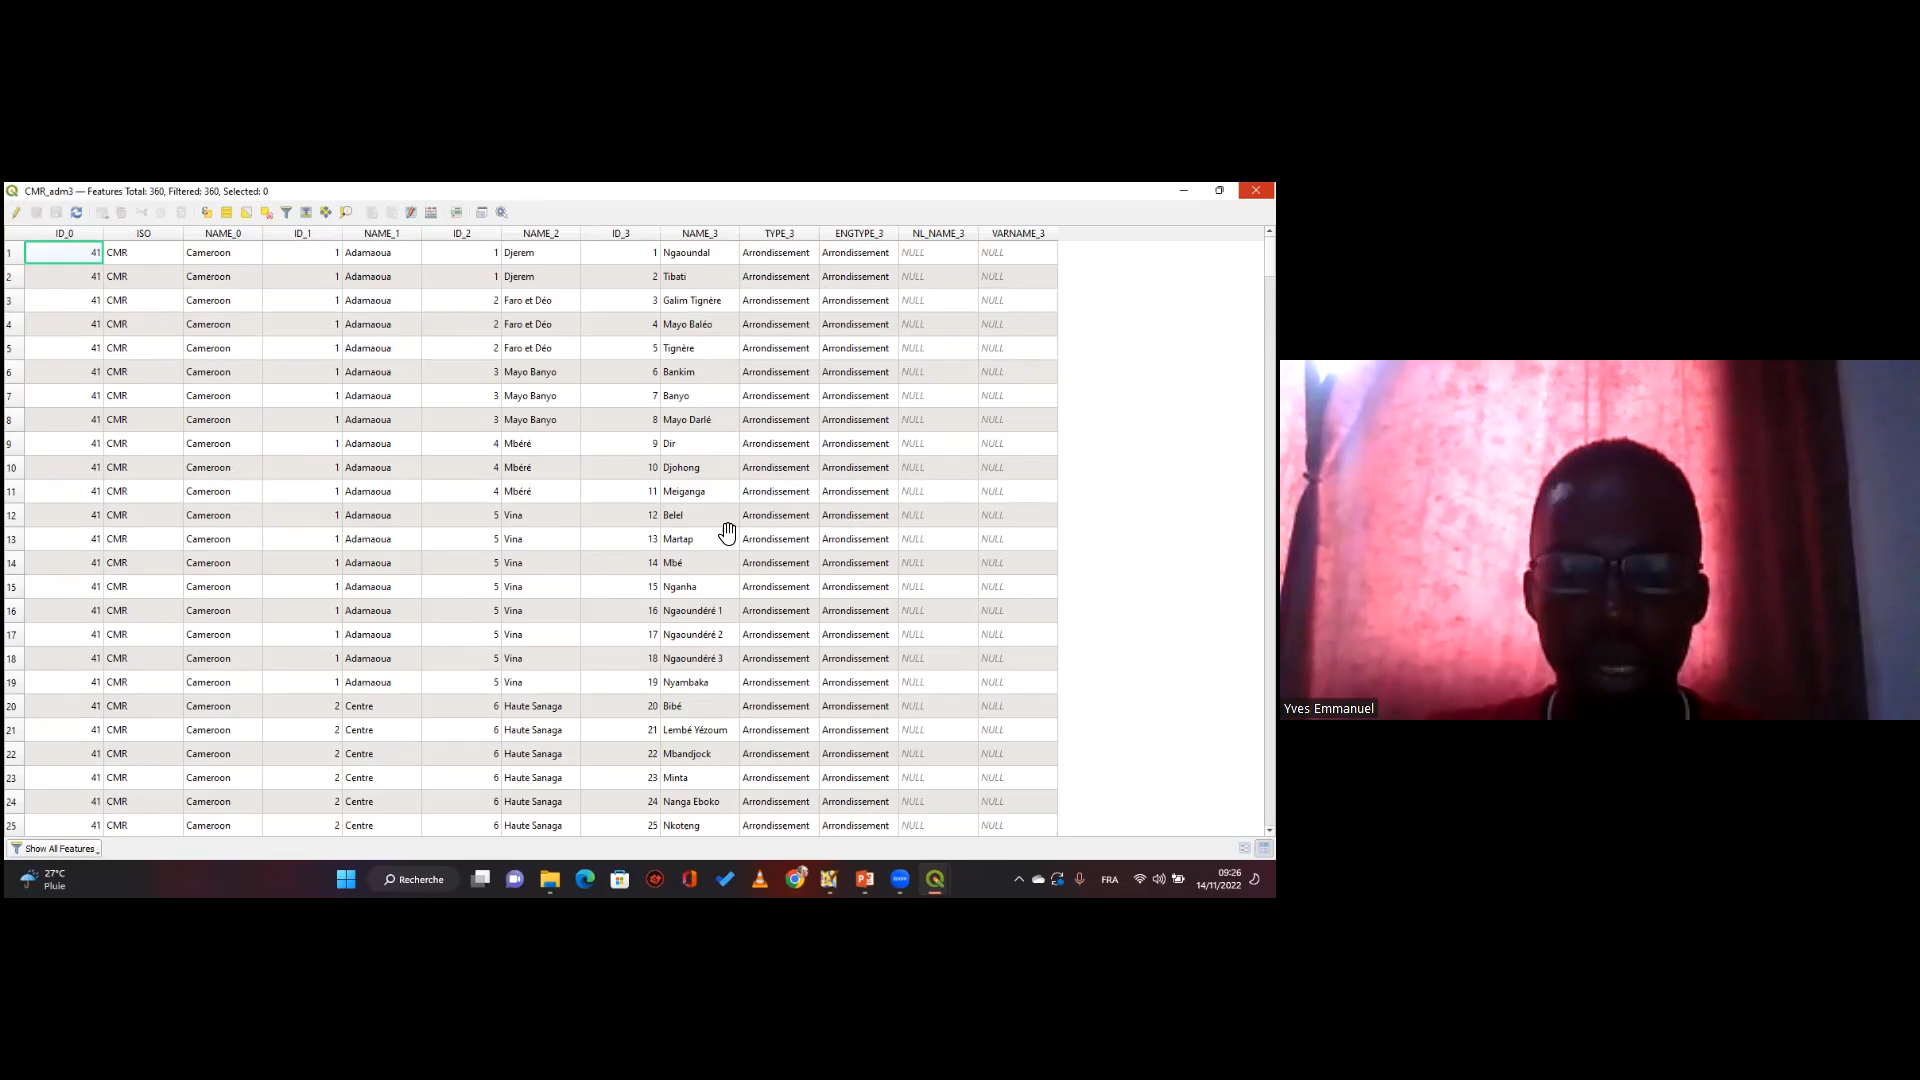 CMR_adm3 — Features Total: 360, Filtered: 360, Selected: 0
ID_0 ISO NAME_0 ID_1 NAME_1 ID_2 NAME_2 ID_3 NAME_3 TYPE_3 ENGTYPE_3 NL_NAME_3 VARNAME_3
1 41 CMR Cameroon 1 Adamaoua 1 Djerem 1 Ngaoundal Arrondissement Arrondissement NULL NULL
2 41 CMR Cameroon 1 Adamaoua 1 Djerem 2 Tibati Arrondissement Arrondissement NULL NULL
3 41 CMR Cameroon 1 Adamaoua 2 Faro et Déo 3 Galim Tignère Arrondissement Arrondissement NULL NULL
4 41 CMR Cameroon 1 Adamaoua 2 Faro et Déo 4 Mayo Baléo Arrondissement Arrondissement NULL NULL
5 41 CMR Cameroon 1 Adamaoua 2 Faro et Déo 5 Tignère Arrondissement Arrondissement NULL NULL
6 41 CMR Cameroon 1 Adamaoua 3 Mayo Banyo 6 Bankim Arrondissement Arrondissement NULL NULL
7 41 CMR Cameroon 1 Adamaoua 3 Mayo Banyo 7 Banyo Arrondissement Arrondissement NULL NULL
8 41 CMR Cameroon 1 Adamaoua 3 Mayo Banyo 8 Mayo Darlé Arrondissement Arrondissement NULL NULL
9 41 CMR Cameroon 1 Adamaoua 4 Mbéré 9 Dir Arrondissement Arrondissement NULL NULL
10 41 CMR Cameroon 1 Adamaoua 4 Mbéré 10 Djohong Arrondissement Arrondissement NULL NULL
11 41 CMR Cameroon 1 Adamaoua 4 Mbéré 11 Meiganga Arrondissement Arrondissement NULL NULL
12 41 CMR Cameroon 1 Adamaoua 5 Vina 12 Belel Arrondissement Arrondissement NULL NULL
13 41 CMR Cameroon 1 Adamaoua 5 Vina 13 Martap Arrondissement Arrondissement NULL NULL
14 41 CMR Cameroon 1 Adamaoua 5 Vina 14 Mbé Arrondissement Arrondissement NULL NULL
15 41 CMR Cameroon 1 Adamaoua 5 Vina 15 Nganha Arrondissement Arrondissement NULL NULL
16 41 CMR Cameroon 1 Adamaoua 5 Vina 16 Ngaoundéré 1 Arrondissement Arrondissement NULL NULL
17 41 CMR Cameroon 1 Adamaoua 5 Vina 17 Ngaoundéré 2 Arrondissement Arrondissement NULL NULL
18 41 CMR Cameroon 1 Adamaoua 5 Vina 18 Ngaoundéré 3 Arrondissement Arrondissement NULL NULL
19 41 CMR Cameroon 1 Adamaoua 5 Vina 19 Nyambaka Arrondissement Arrondissement NULL NULL
20 41 CMR Cameroon 2 Centre 6 Haute Sanaga 20 Bibé Arrondissement Arrondissement NULL NULL
21 41 CMR Cameroon 2 Centre 6 Haute Sanaga 21 Lembé Yézoum Arrondissement Arrondissement NULL NULL
22 41 CMR Cameroon 2 Centre 6 Haute Sanaga 22 Mbandjock Arrondissement Arrondissement NULL NULL
23 41 CMR Cameroon 2 Centre 6 Haute Sanaga 23 Minta Arrondissement Arrondissement NULL NULL
24 41 CMR Cameroon 2 Centre 6 Haute Sanaga 24 Nanga Eboko Arrondissement Arrondissement NULL NULL
25 41 CMR Cameroon 2 Centre 6 Haute Sanaga 25 Nkoteng Arrondissement Arrondissement NULL NULL
Show All Features
27°C
Pluie
Recherche
zoom
FRA
09:26
14/11/2022
Yves Emmanuel